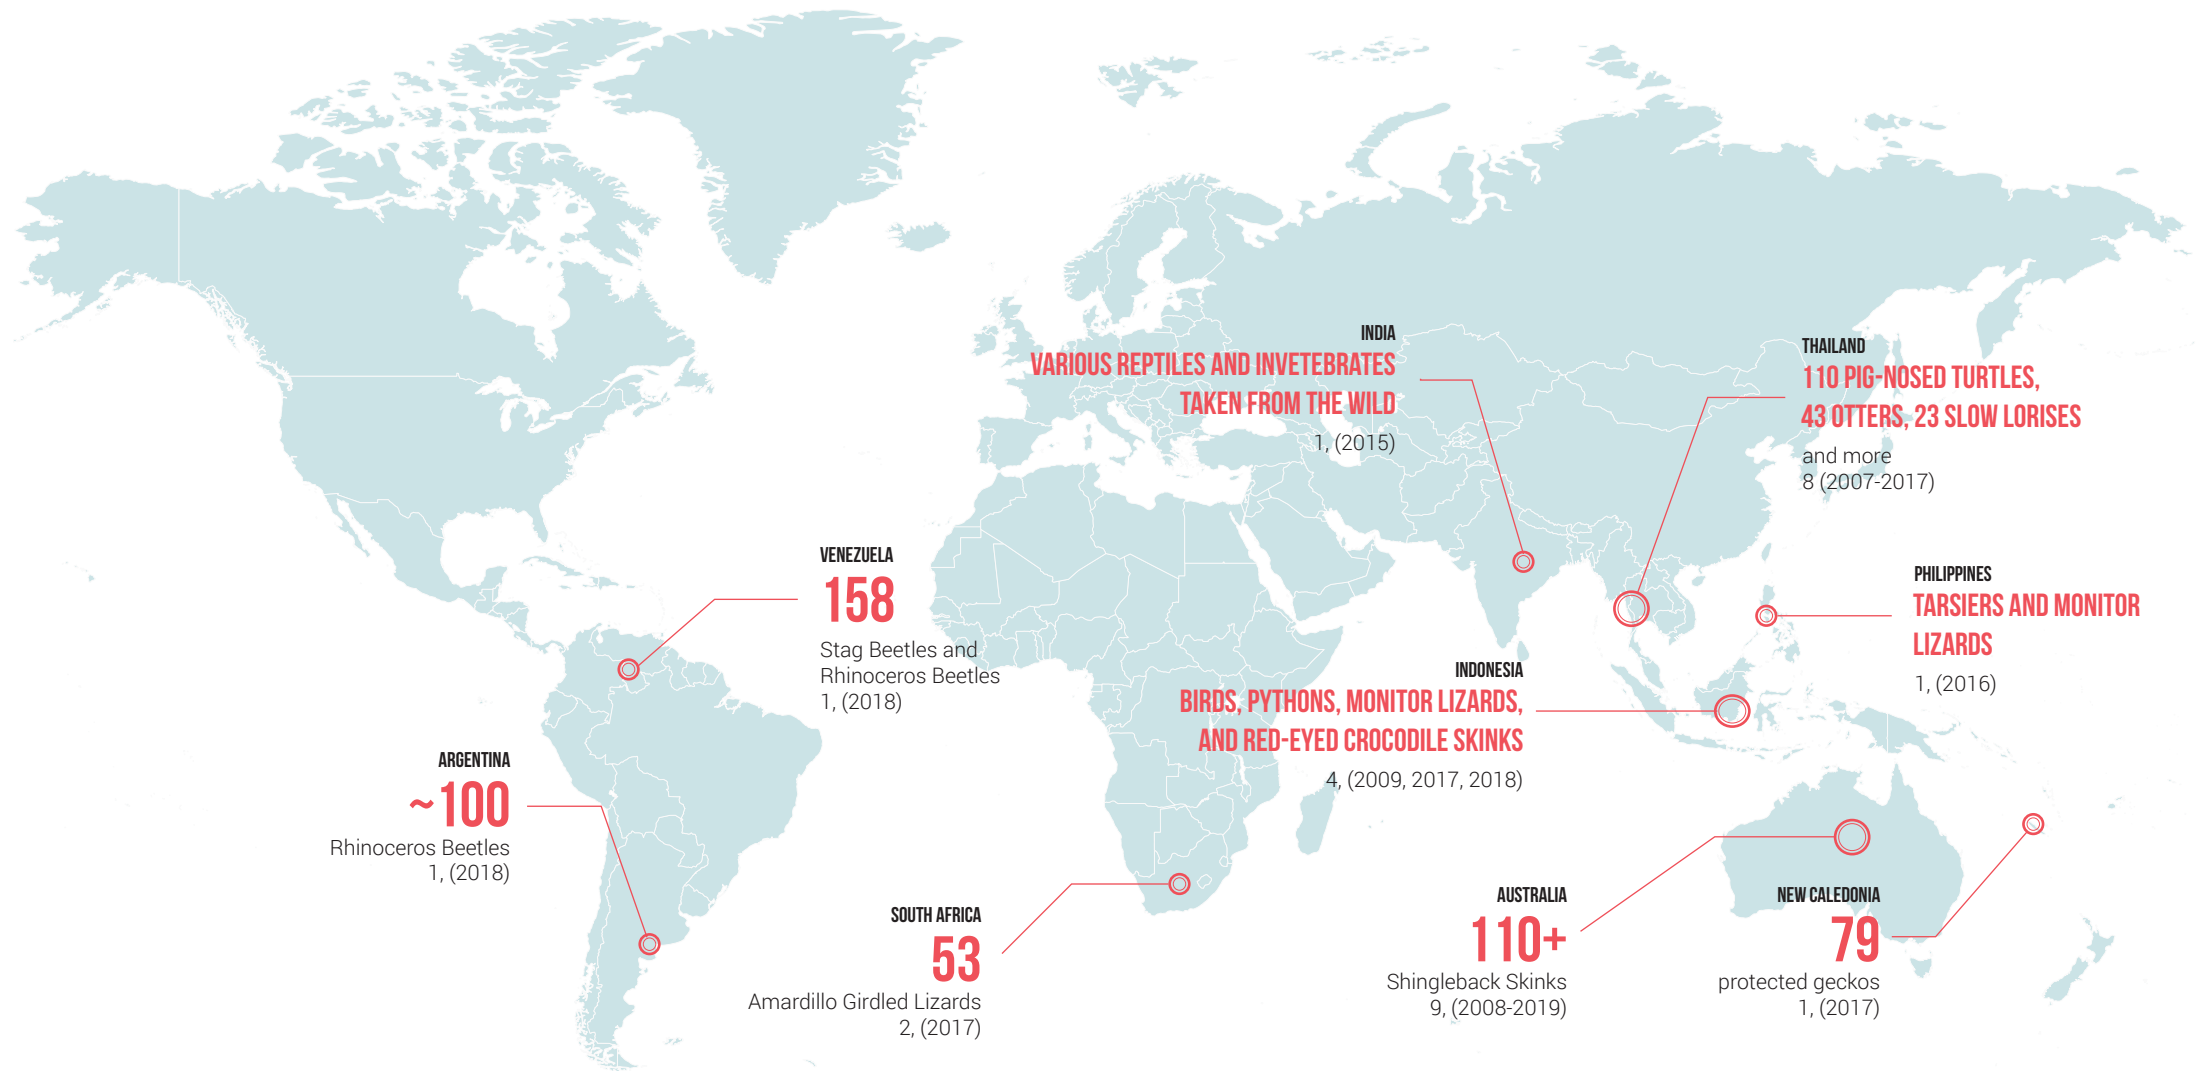 INDIA
VARIOUS REPTILES AND INVETEBRATES
TAKEN FROM THE WILD
1, (2015)
THAILAND
110 PIG-NOSED TURTLES,
43 OTTERS, 23 SLOW LORISES
and more
8 (2007-2017)
VENEZUELA
158
Stag Beetles and
Rhinoceros Beetles
1, (2018)
PHILIPPINES
TARSIERS AND MONITOR
LIZARDS
1, (2016)
INDONESIA
BIRDS, PYTHONS, MONITOR LIZARDS,
AND RED-EYED CROCODILE SKINKS
4, (2009, 2017, 2018)
ARGENTINA
~100
Rhinoceros Beetles
1, (2018)
SOUTH AFRICA
53
Amardillo Girdled Lizards
2, (2017)
AUSTRALIA
110+
Shingleback Skinks
9, (2008-2019)
NEW CALEDONIA
79
protected geckos
1, (2017)